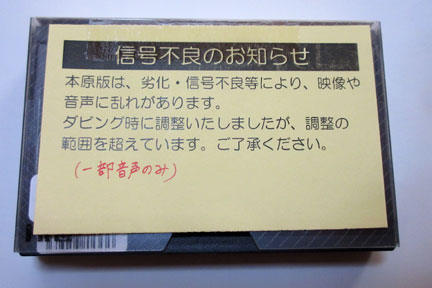 信号不良のお知らせ
本原版は、劣化・信号不良等により、映像や
音声に乱れがあります。
ダビング時に調整いたしましたが、調整の
範囲を超えています。ご了承ください。
(一部音声のみ)